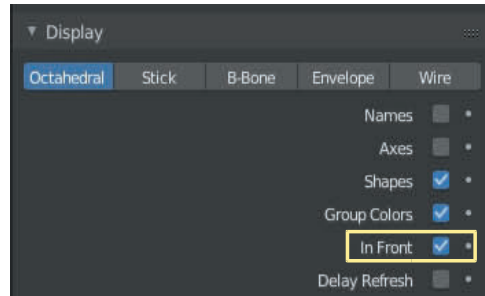 Display
Octahedral Stick B-Bone Envelope Wire
Names
Axes
Shapes
Group Colors
In Front
Delay Refresh